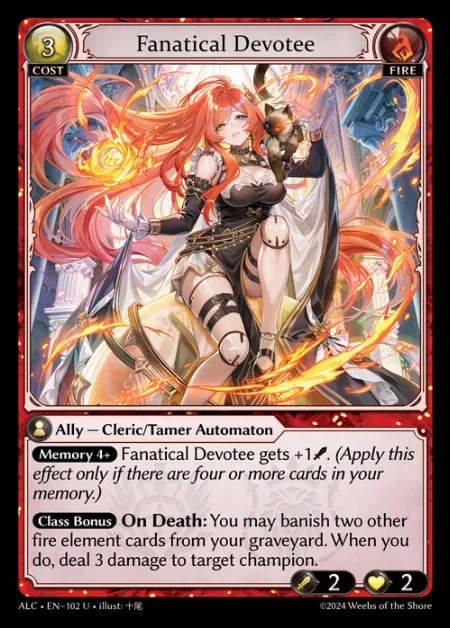 3
Fanatical Devotee
COST
FIRE
Ally — Cleric/Tamer Automaton
Memory 4+ Fanatical Devotee gets +1. (Apply this
effect only if there are four or more cards in your
memory.)
Class Bonus On Death: You may banish two other
fire element cards from your graveyard. When you
do, deal 3 damage to target champion.
2
2
ALC • EN-102 U • illust: 十尾
©2024 Weebs of the Shore